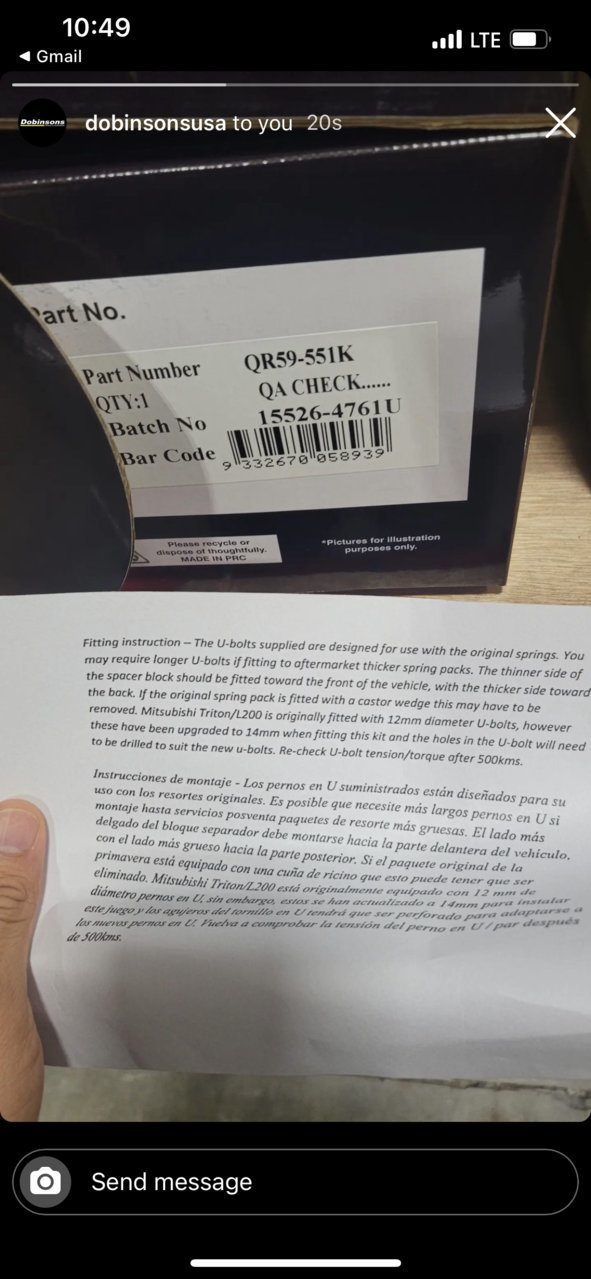 10:49
LTE
◄ Gmail
Dobinsons
dobinsonsusa to you 20s
Part No.
Part Number QR59-551K
QTY:1 QA CHECK......
Batch No 15526-4761U
Bar Code 9 332670 058939
Please recycle or
dispose of thoughtfully.
MADE IN PRC
*Pictures for illustration
purposes only.
Fitting instruction – The U-bolts supplied are designed for use with the original springs. You
may require longer U-bolts if fitting to aftermarket thicker spring packs. The thinner side of
the spacer block should be fitted toward the front of the vehicle, with the thicker side toward
the back. If the original spring pack is fitted with a castor wedge this may have to be
removed. Mitsubishi Triton/L200 is originally fitted with 12mm diameter U-bolts, however
these have been upgraded to 14mm when fitting this kit and the holes in the U-bolt will need
to be drilled to suit the new u-bolts. Re-check U-bolt tension/torque after 500kms.
Instrucciones de montaje - Los pernos en U suministrados están diseñados para su
uso con los resortes originales. Es posible que necesite más largos pernos en U si
montaje hasta servicios posventa paquetes de resorte más gruesas. El lado más
delgado del bloque separador debe montarse hacia la parte delantera del vehículo.
con el lado más grueso hacia la parte posterior. Si el paquete original de la
primavera está equipado con una cuña de ricino que esto puede tener que ser
eliminado. Mitsubishi Triton/L200 está originalmente equipado con 12 mm de
diámetro pernos en U, sin embargo, estos se han actualizado a 14mm para instalar
este juego y los agujeros del tornillo en U tendrá que ser perforado para adaptarse a
los nuevos pernos en U. Vuelva a comprobar la tensión del perno en U / par después
de 500kms.
Send message